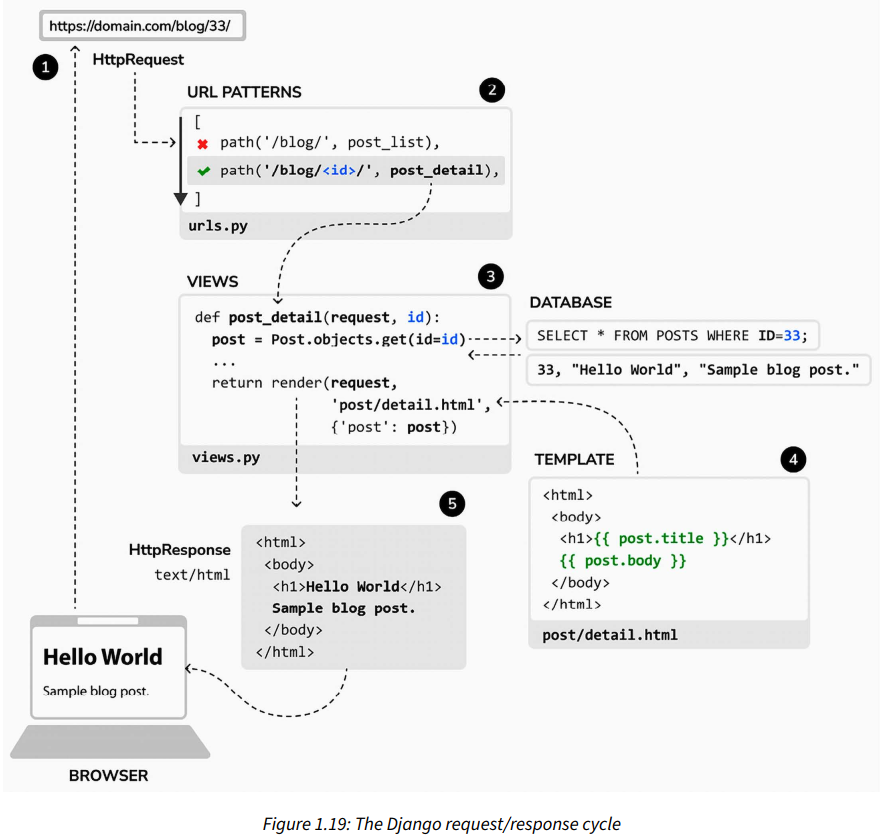 https://domain.com/blog/33/
1
HttpRequest
URL PATTERNS
2
[
path('/blog/', post_list),
path('/blog/<id>/', post_detail),
]
urls.py
VIEWS
3
def post_detail(request, id):
post = Post.objects.get(id=id)
...
return render(request,
'post/detail.html',
{'post': post})
views.py
DATABASE
SELECT * FROM POSTS WHERE ID=33;
33, "Hello World", "Sample blog post."
TEMPLATE
4
<html>
<body>
<h1>{{ post.title }}</h1>
{{ post.body }}
</body>
</html>
post/detail.html
5
HttpResponse
text/html
<html>
<body>
<h1>Hello World</h1>
Sample blog post.
</body>
</html>
Hello World
Sample blog post.
BROWSER
Figure 1.19: The Django request/response cycle